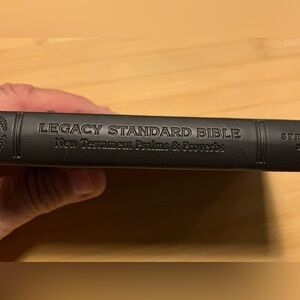 LEGACY STANDARD BIBLE
New Testament Psalms & Proverbs